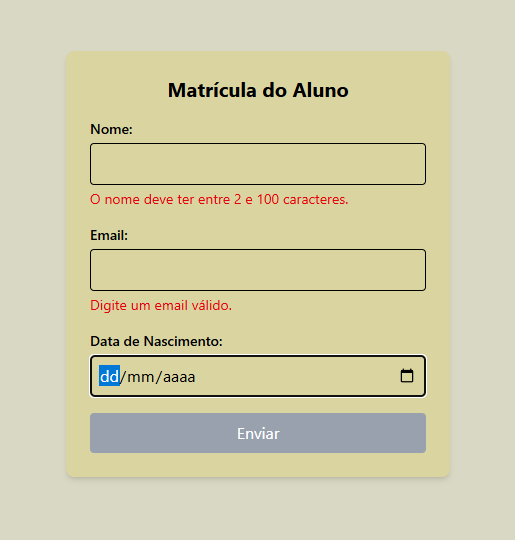 Matrícula do Aluno
Nome:
O nome deve ter entre 2 e 100 caracteres.
Email:
Digite um email válido.
Data de Nascimento:
dd/mm/aaaa
Enviar